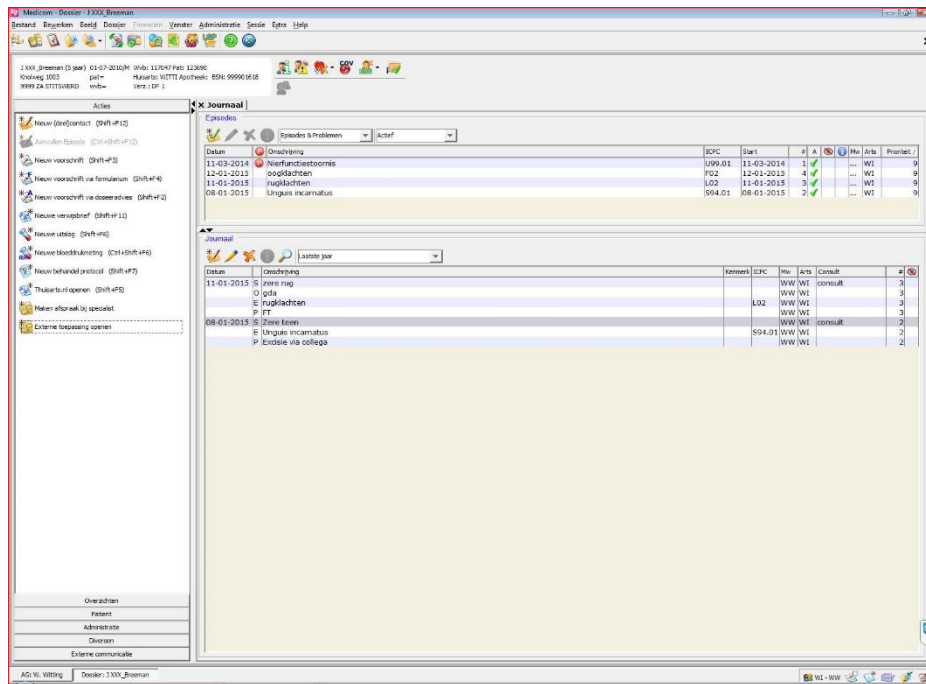 Medicom - Dossier - J XXX_Breeman
Bestand Bewerken Beeld Dossier Financiën Venster Administratie Sessie Extra Help
J XXX_Breeman (5 jaar) 01-07-2010/M Wvb: 117047 Pat: 123690
Knolweg 1003 pat= Huisarts: WITTI Apotheek: BSN: 999901618
9999 ZA STITSWERD wvb= Verz.: DF 1
COV
Acties
Nieuw (deel)contact (Shift+F12)
Aanvullen Episode (Ctrl+Shift+F12)
Nieuw voorschrift (Shift+F3)
Nieuw voorschrift via formularium (Shift+F4)
Nieuw voorschrift via doseeradvies (Shift+F2)
Nieuwe verwijsbrief (Shift+F11)
Nieuwe uitslag (Shift+F6)
Nieuwe bloeddrukmeting (Ctrl+Shift+F6)
Nieuw behandel protocol (Shift+F7)
Thuisarts.nl openen (Shift+F5)
Maken afspraak bij specialist
Externe toepassing openen
Overzichten
Patient
Administratie
Diversen
Externe communicatie
X Journaal
Episodes
Episodes & Problemen Actief
Datum Omschrijving ICPC Start # A Mw Arts Prioriteit /
11-03-2014 Nierfunctiestoornis U99.01 11-03-2014 1 ... WI 9
12-01-2015 oogklachten F02 12-01-2015 4 ... WI 9
11-01-2015 rugklachten L02 11-01-2015 3 ... WI 9
08-01-2015 Unguis incarnatus S94.01 08-01-2015 2 ... WI 9
Journaal
Laatste jaar
Datum Omschrijving Kenmerk ICPC Mw Arts Consult #
11-01-2015 S zere rug WW WI consult 3
O gda WW WI 3
E rugklachten L02 WW WI 3
P FT WW WI 3
08-01-2015 S Zere teen WW WI consult 2
E Unguis incarnatus S94.01 WW WI 2
P Excisie via collega WW WI 2
AG: W. Witting Dossier: J XXX_Breeman
WI - WW